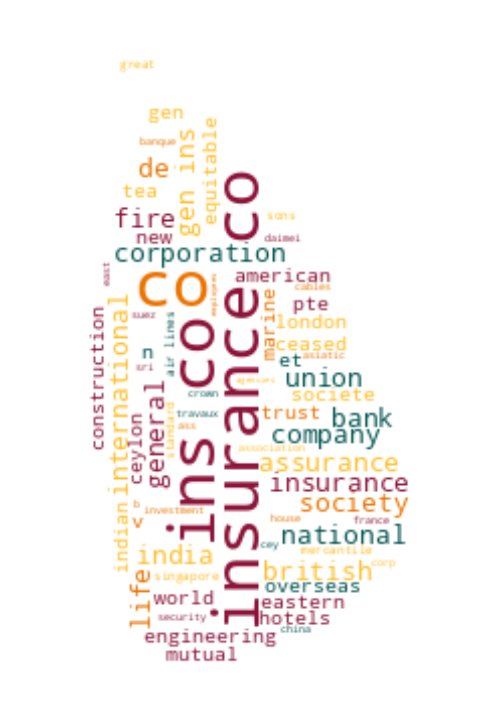 great
gen
banque
de
gen ins
equitable
tea
fire
new
sons
daimei
corporation
co
east
american
cables
employees
pte
suez
marine
london
ceased
asiatic
n
air lines
et
sri
construction
international
union
agencies
general
crown
societe
standard
travaux
trust
bank
ass
company
ceylon
ins co
insurance co
association
assurance
insurance
b
investment
society
v
house
france
indian
national
cey
mercantile
india
corp
singapore
british
life
overseas
world
eastern
security
hotels
china
engineering
mutual